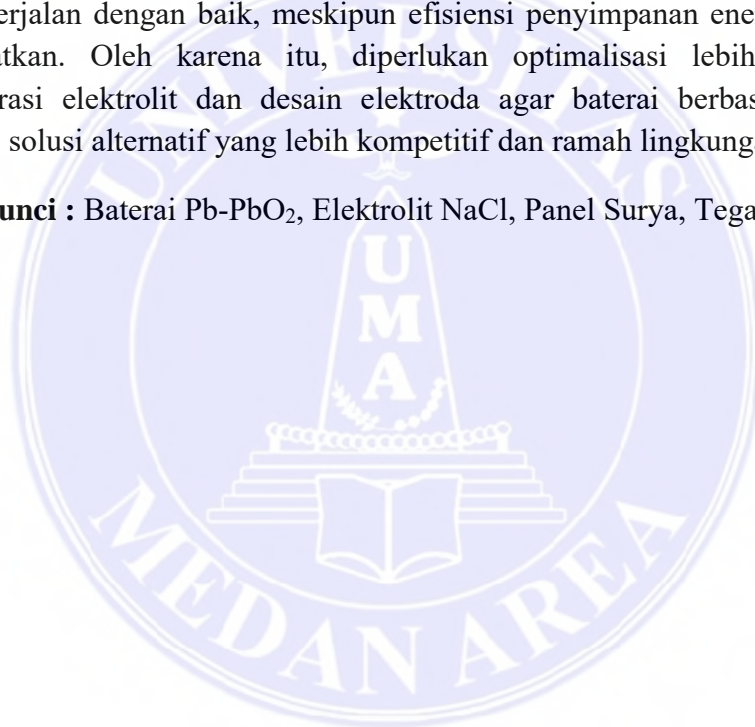 erjalan dengan baik, meskipun efisiensi penyimpanan ene
atkan. Oleh karena itu, diperlukan optimalisasi lebih
rasi elektrolit dan desain elektroda agar baterai berbas
solusi alternatif yang lebih kompetitif dan ramah lingkung
unci : Baterai Pb-PbO₂, Elektrolit NaCl, Panel Surya, Tega
UNIVERSITAS
U
M
A
MEDAN AREA